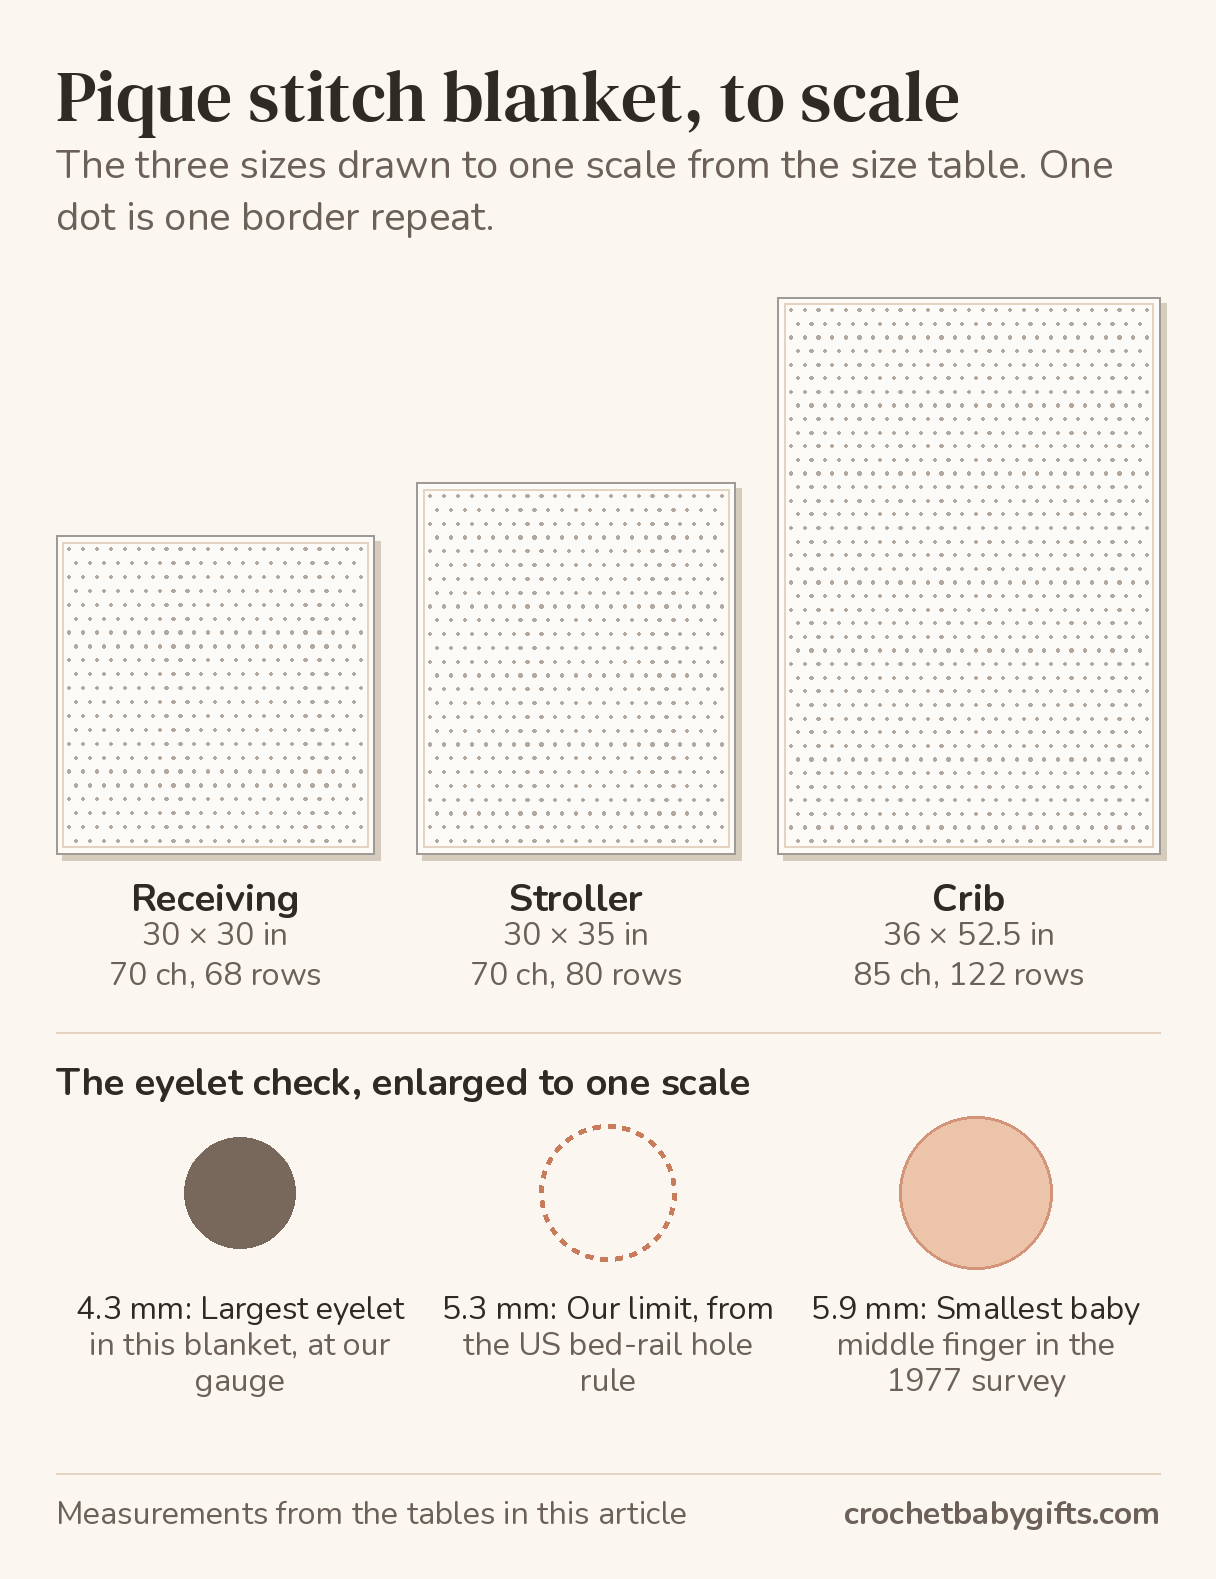 Pique stitch blanket, to scale
The three sizes drawn to one scale from the size table. One
dot is one border repeat.
Receiving
30 × 30 in
70 ch, 68 rows
Stroller
30 × 35 in
70 ch, 80 rows
Crib
36 × 52.5 in
85 ch, 122 rows
The eyelet check, enlarged to one scale
4.3 mm: Largest eyelet
in this blanket, at our
gauge
5.3 mm: Our limit, from
the US bed-rail hole
rule
5.9 mm: Smallest baby
middle finger in the
1977 survey
Measurements from the tables in this article
crochetbabygifts.com